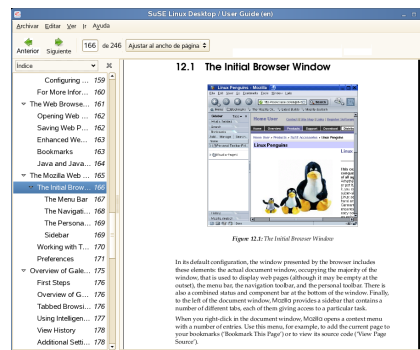 SuSE Linux Desktop / User Guide (en)
Archivar Editar Ver Ir Ayuda
Anterior Siguiente 166 de 246 Ajustar al ancho de página
Índice
Configuring ... 159
For More Infor... 160
The Web Browse... 161
Opening Web ... 162
Saving Web P... 162
Enhanced We... 163
Bookmarks 163
Java and Java... 164
The Mozilla Web ... 165
The Initial Brow... 166
The Menu Bar 167
The Navigati... 168
The Persona... 169
Sidebar 169
Working with T... 170
Preferences 171
Overview of Gale... 175
First Steps 176
Overview of G... 176
Tabbed Browsi... 176
Using Intelligen... 177
View History 178
Additional Setti... 178
12.1 The Initial Browser Window
Linux Penguins - Mozilla
Home User
Linux Penguins
Figure 12.1: The Initial Browser Window
In its default configuration, the window presented by the browser includes
these elements: the actual document window, occupying the majority of the
window, that is used to display web pages (although it may be empty at the
outset), the menu bar, the navigation toolbar, and the personal toolbar. There is
also a combined status and component bar at the bottom of the window. Finally,
to the left of the document window, Mozilla provides a sidebar that contains a
number of different tabs, each of them giving access to a particular task.
When you right-click in the document window, Mozilla opens a context menu
with a number of entries. Use this menu, for example, to add the current page to
your bookmarks ('Bookmark This Page') or to view its source code ('View Page
Source').